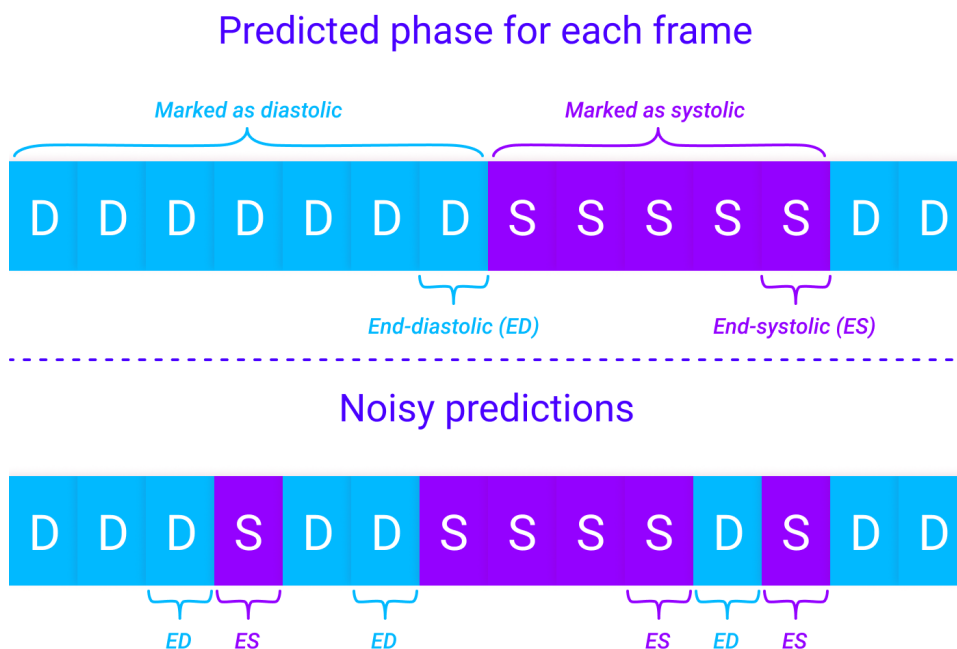 Predicted phase for each frame
Marked as diastolic Marked as systolic
D D D D D D D S S S S S D D
End-diastolic (ED) End-systolic (ES)
Noisy predictions
D D D S D D S S S S D S D D
ED ES ED ES ED ES